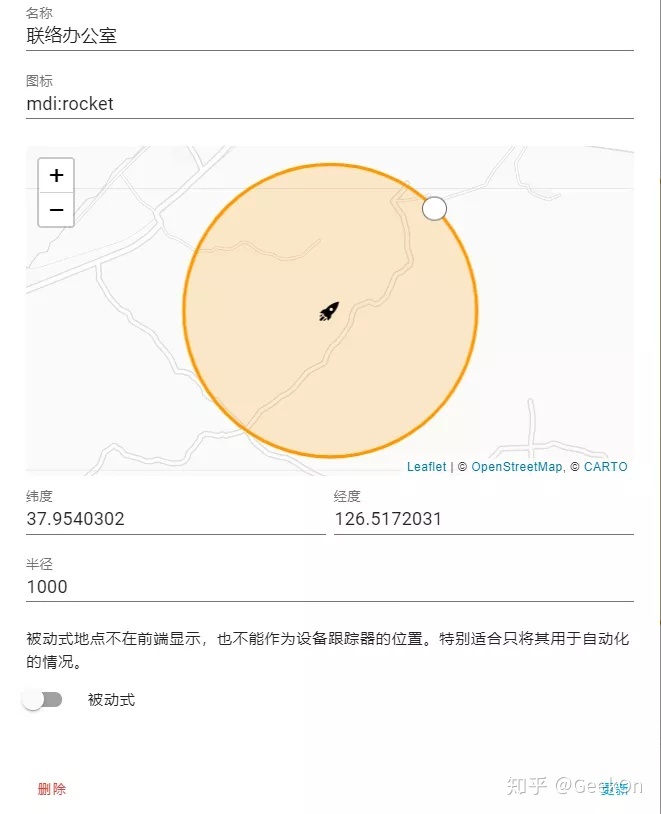 名称
联络办公室
图标
mdi:rocket
+
−
Leaflet | © OpenStreetMap, © CARTO
纬度
经度
37.9540302
126.5172031
半径
1000
被动式地点不在前端显示，也不能作为设备跟踪器的位置。特别适合只将其用于自动化
的情况。
被动式
删除
更新
知乎 @Geekon